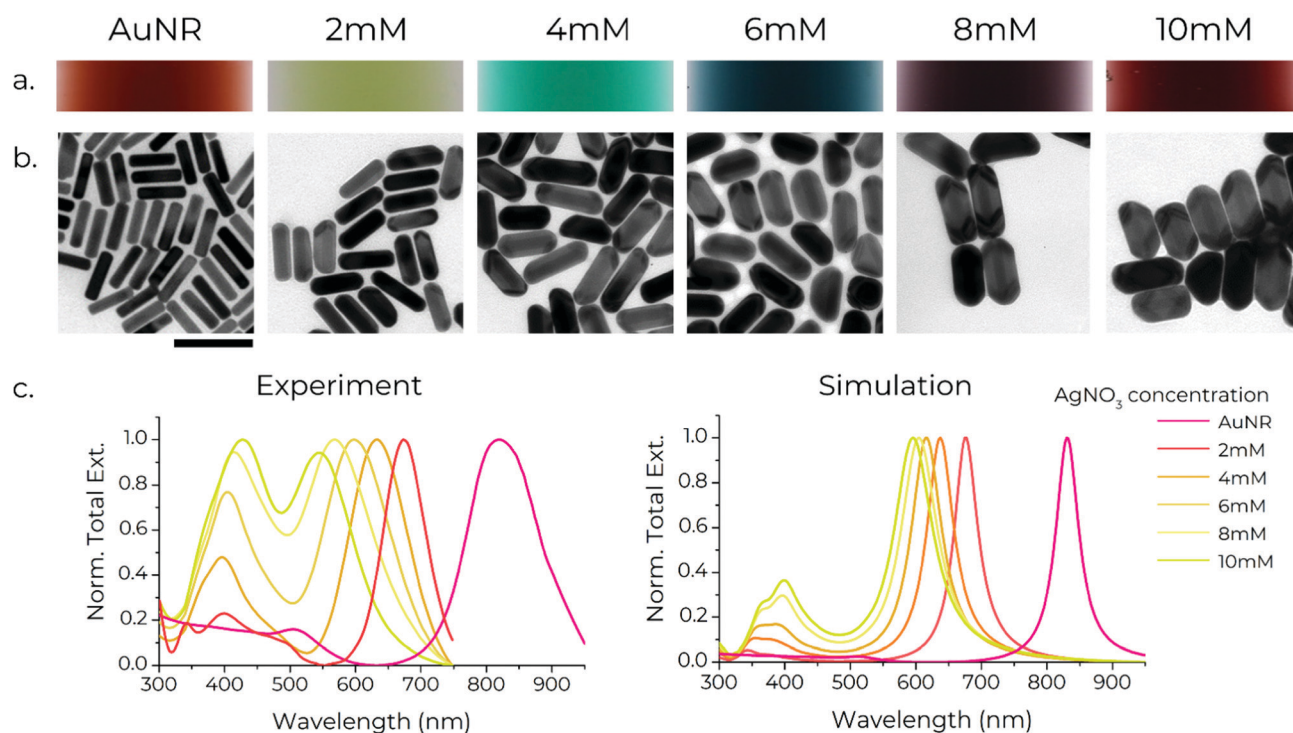 AuNR 2mM 4mM 6mM 8mM 10mM
a.
b.
c. Experiment Simulation
AgNO₃ concentration
AuNR
2mM
4mM
6mM
8mM
10mM
Norm. Total Ext.
1.0
0.8
0.6
0.4
0.2
0.0
300 400 500 600 700 800 900
Wavelength (nm)
Norm. Total Ext.
1.0
0.8
0.6
0.4
0.2
0.0
300 400 500 600 700 800 900
Wavelength (nm)